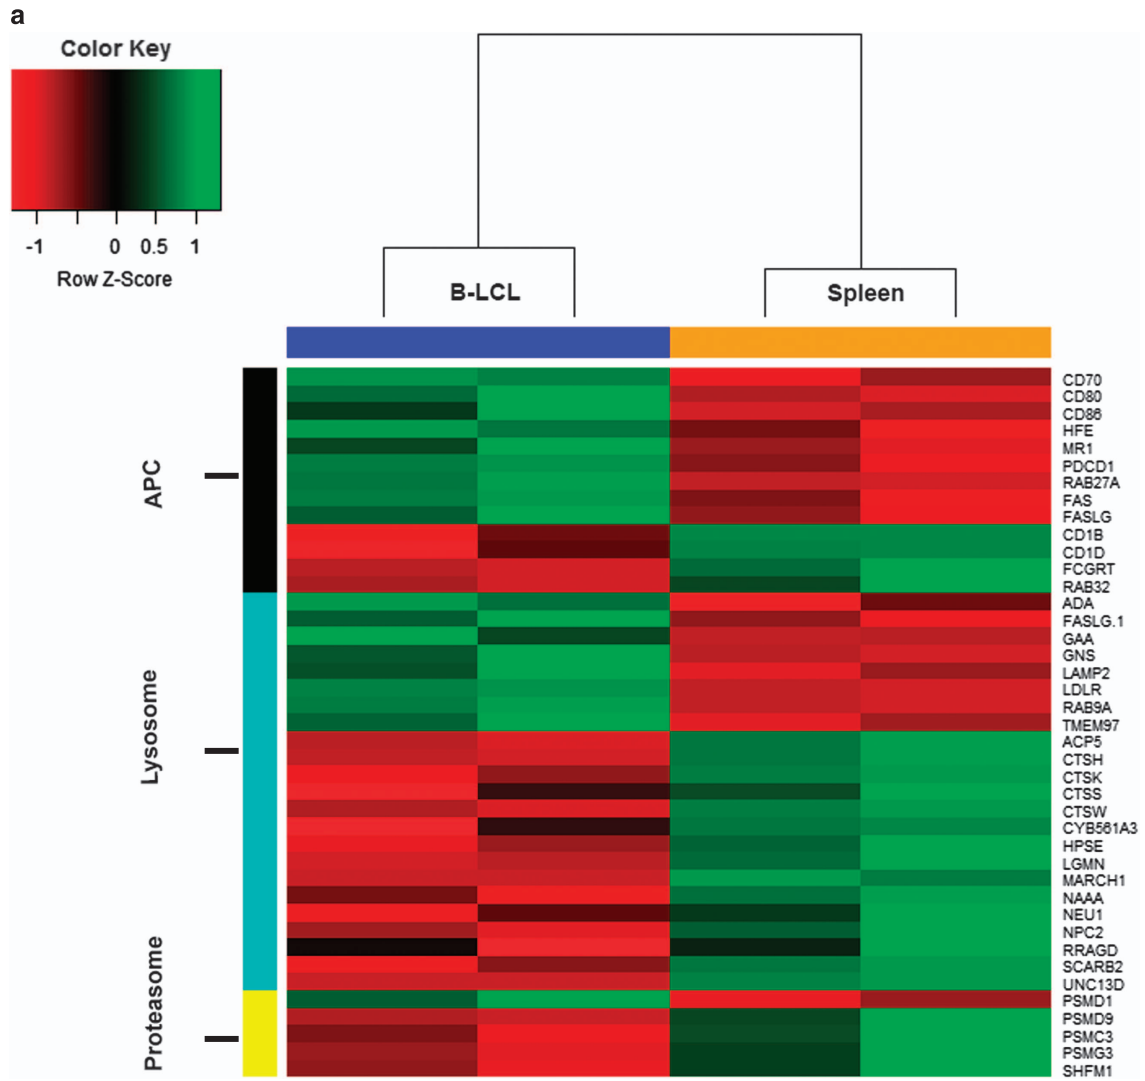 a
Color Key
-1 0 0.5 1
Row Z-Score
B-LCL
Spleen
APC
Lysosome
Proteasome
CD70
CD80
CD86
HFE
MR1
PDCD1
RAB27A
FAS
FASLG
CD1B
CD1D
FCGRT
RAB32
ADA
FASLG.1
GAA
GNS
LAMP2
LDLR
RAB9A
TMEM97
ACP5
CTSH
CTSK
CTSS
CTSW
CYB561A3
HPSE
LGMN
MARCH1
NAAA
NEU1
NPC2
RRAGD
SCARB2
UNC13D
PSMD1
PSMD9
PSMC3
PSMG3
SHFM1